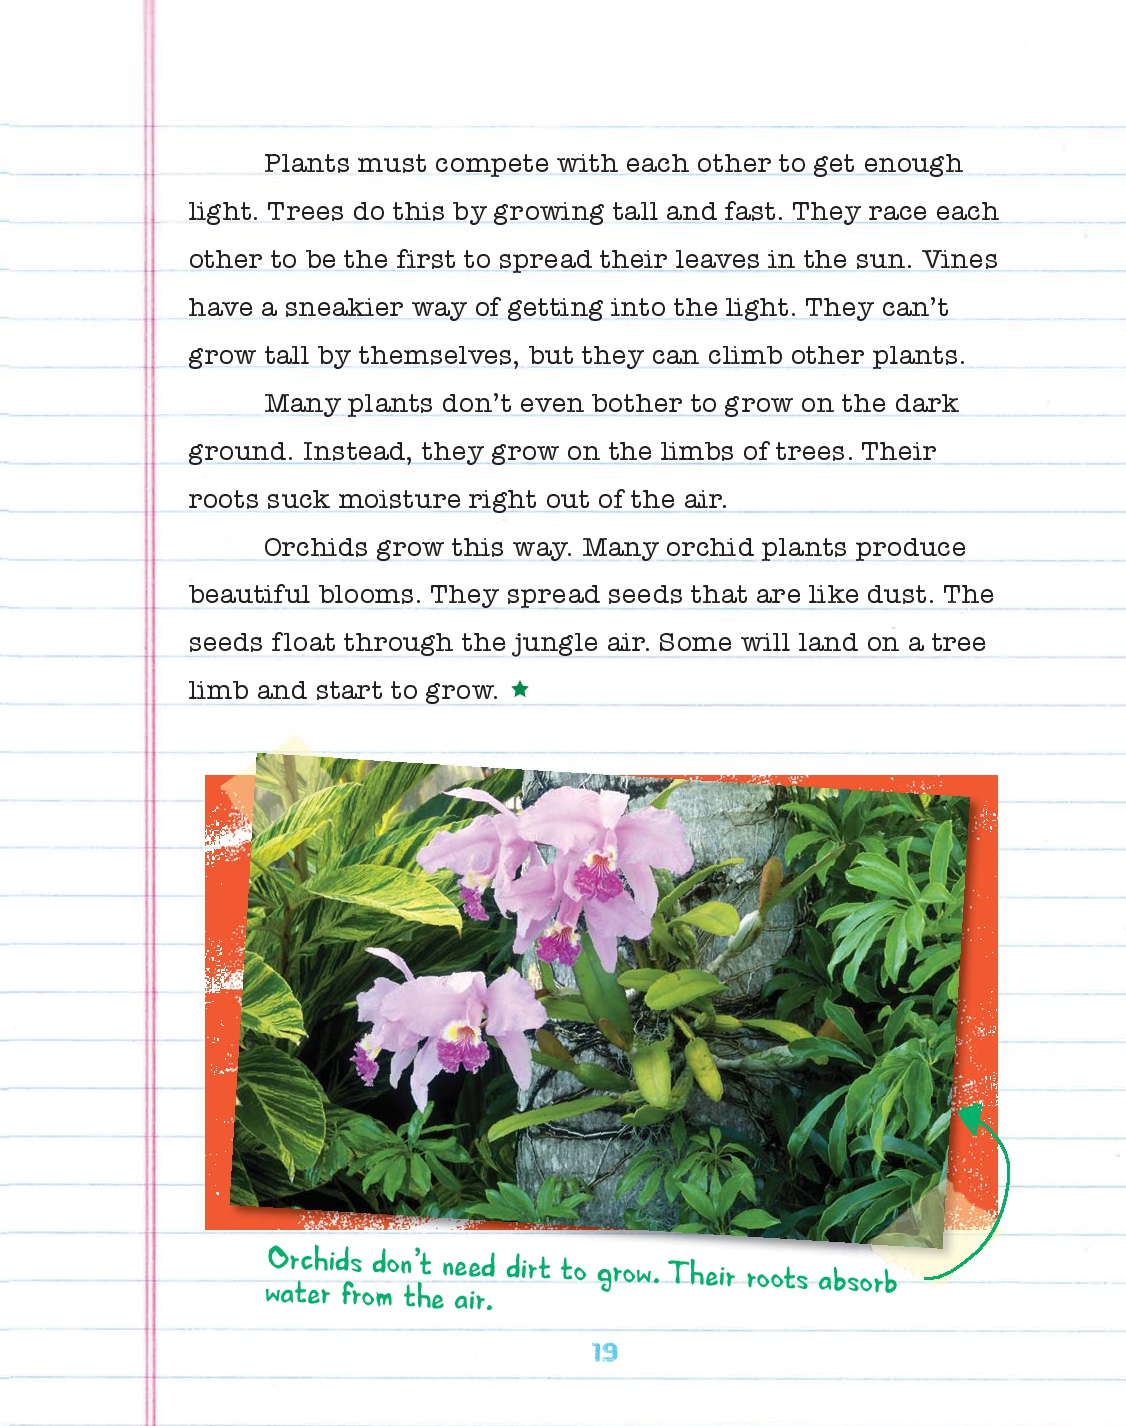 Plants must compete with each other to get enough
light. Trees do this by growing tall and fast. They race each
other to be the first to spread their leaves in the sun. Vines
have a sneakier way of getting into the light. They can’t
grow tall by themselves, but they can climb other plants.
Many plants don’t even bother to grow on the dark
ground. Instead, they grow on the limbs of trees. Their
roots suck moisture right out of the air.
Orchids grow this way. Many orchid plants produce
beautiful blooms. They spread seeds that are like dust. The
seeds float through the jungle air. Some will land on a tree
limb and start to grow. ★
Orchids don’t need dirt to grow. Their roots absorb
water from the air.
19